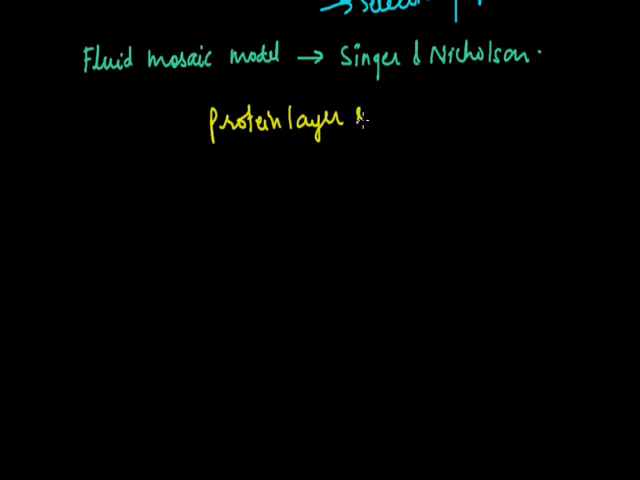 Fluid mosaic model → Singer & Nicholson.
Protein layer &